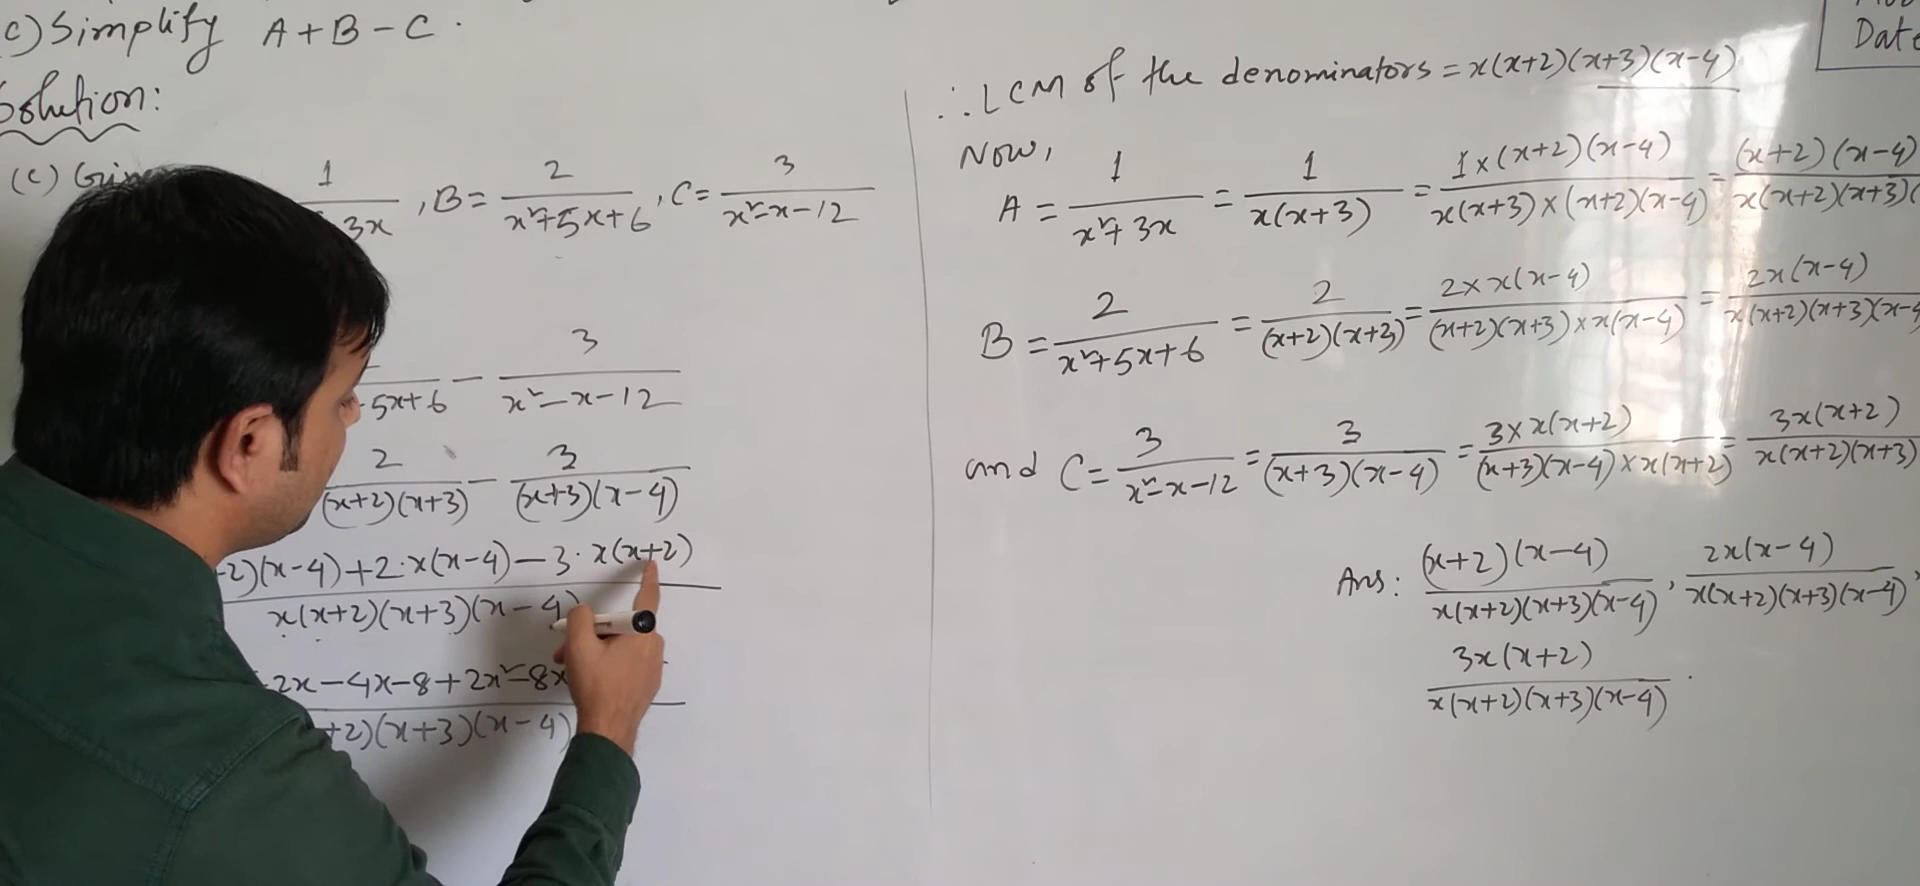 (C) Simplify A+B-C.
Solution:
(C) Given 1/3x, B = 2/(x²+5x+6), C = 3/(x²-x-12)
5x+6 - 3/(x²-x-12)
2/((x+2)(x+3)) - 3/((x+3)(x-4))
2)(x-4)+2·x(x-4)-3·x(x+2)
x(x+2)(x+3)(x-4)
2x-4x-8+2x²-8x
+2)(x+3)(x-4)
∴ LCM of the denominators = x(x+2)(x+3)(x-4)
Now,
A = 1/(x²+3x) = 1/(x(x+3)) = (1×(x+2)(x-4))/(x(x+3)×(x+2)(x-4)) = ((x+2)(x-4))/(x(x+2)(x+3)(
B = 2/(x²+5x+6) = 2/((x+2)(x+3)) = (2×x(x-4))/((x+2)(x+3)×x(x-4)) = (2x(x-4))/(x(x+2)(x+3)(x-4
and C = 3/(x²-x-12) = 3/((x+3)(x-4)) = (3×x(x+2))/((x+3)(x-4)×x(x+2)) = (3x(x+2))/(x(x+2)(x+3)
Ans: ((x+2)(x-4))/(x(x+2)(x+3)(x-4)), (2x(x-4))/(x(x+2)(x+3)(x-4)),
(3x(x+2))/(x(x+2)(x+3)(x-4)).
Date